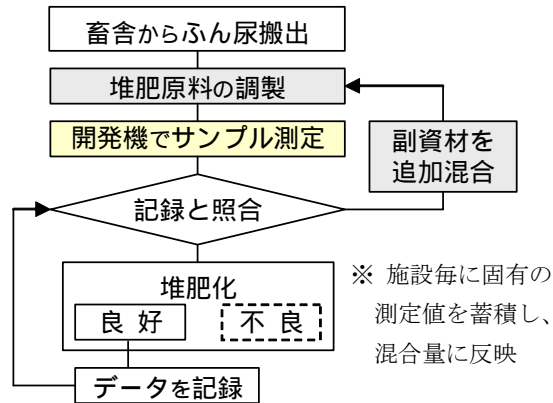 畜舎からふん尿搬出
堆肥原料の調製
開発機でサンプル測定
副資材を
追加混合
記録と照合
堆肥化
良 好
不 良
データを記録
※ 施設毎に固有の
測定値を蓄積し、
混合量に反映